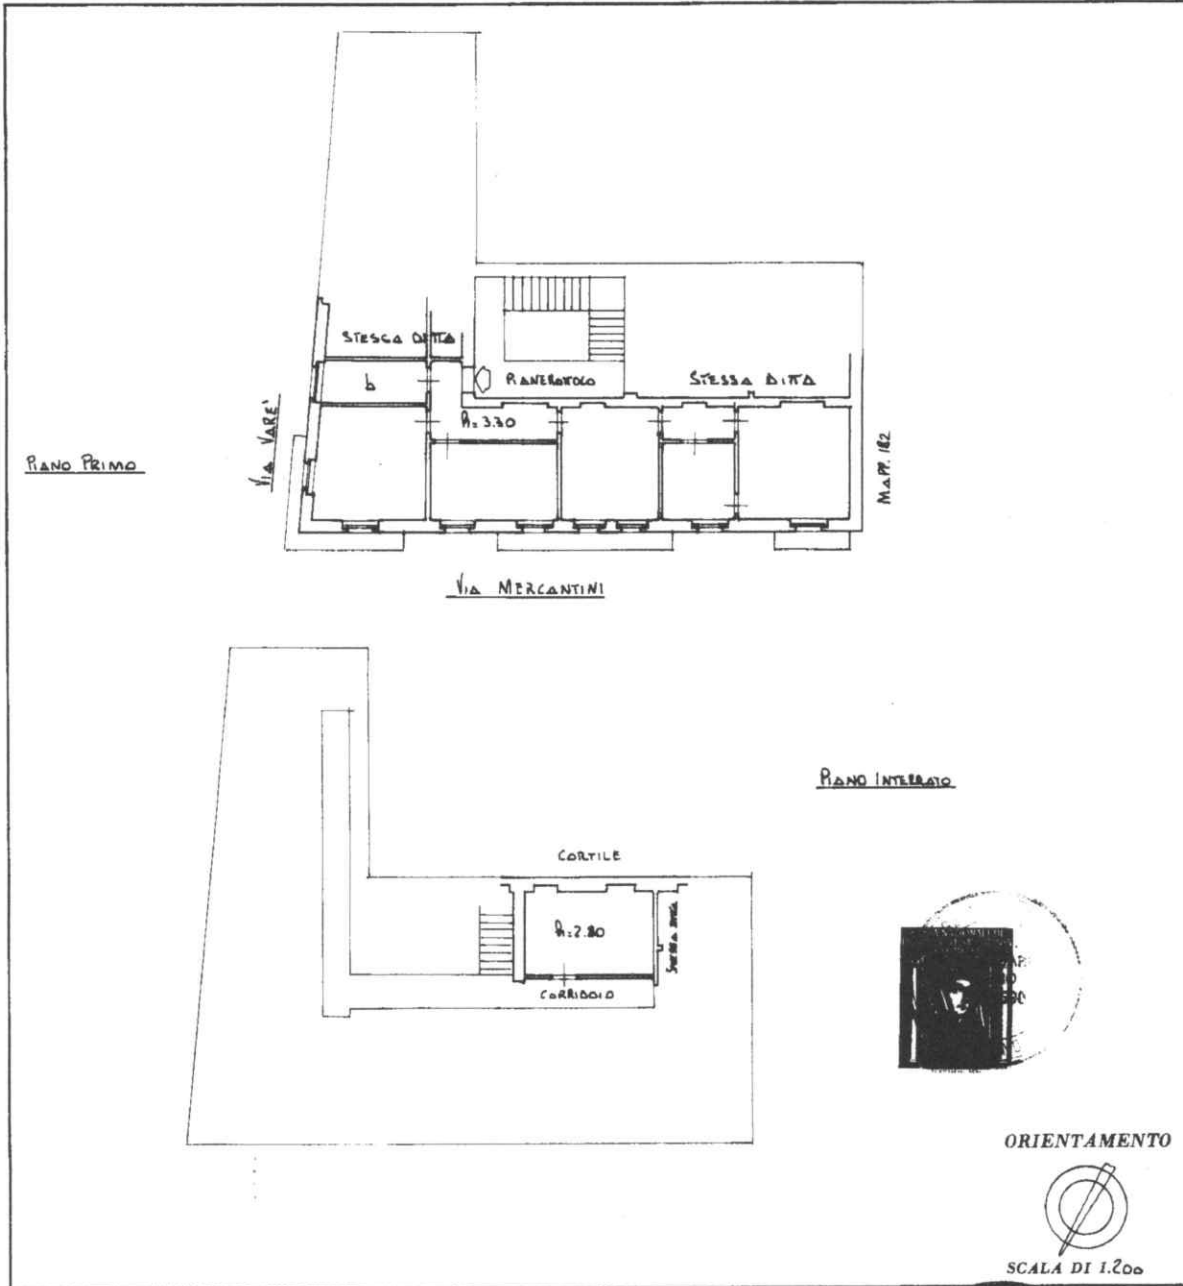 STESSA DITTA
b
PIANEROTTOLO
STESSA DITTA
h=3.30
VIA VARE'
PIANO PRIMO
MAPP. 182
VIA MERCANTINI
PIANO INTERRATO
CORTILE
h=2.80
STESSA DITTA
CORRIDOIO
ORIENTAMENTO
SCALA DI 1.200